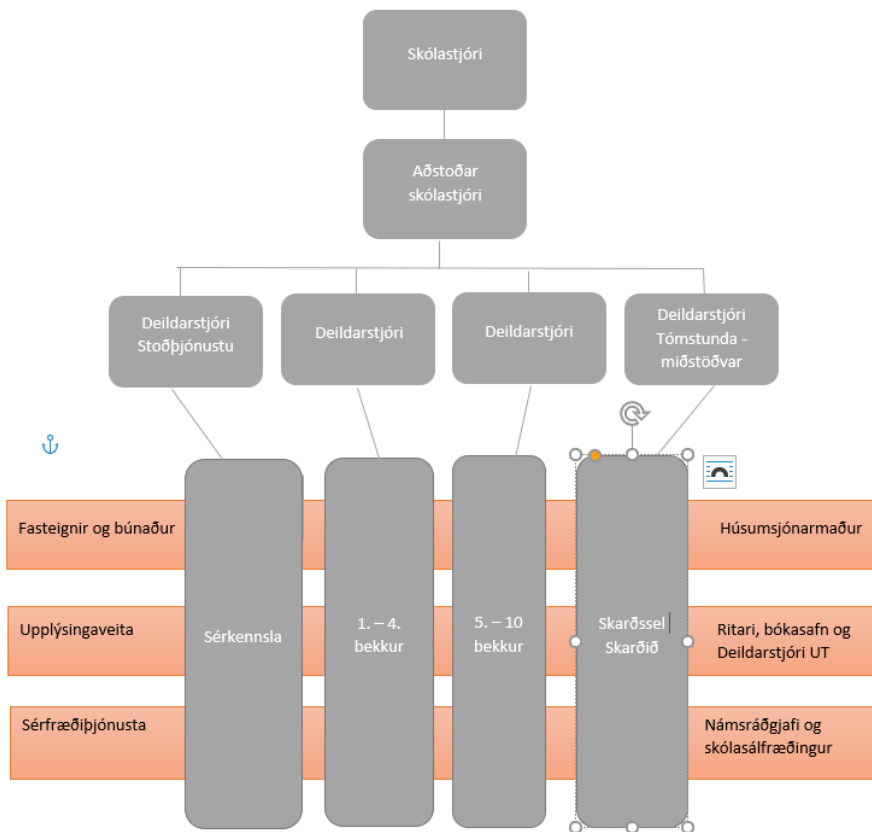 Skólastjóri
Aðstoðar
skólastjóri
Deildarstjóri
Stoðþjónustu
Deildarstjóri
Deildarstjóri
Deildarstjóri
Tómstunda -
miðstöðvar
Fasteignir og búnaður
Húsumsjónarmaður
Upplýsingaveita
Sérkennsla
1. – 4.
bekkur
5. – 10
bekkur
Skarðssel
Skarðið
Ritari, bókasafn og
Deildarstjóri UT
Sérfræðiþjónusta
Námsráðgjafi og
skólasálfræðingur